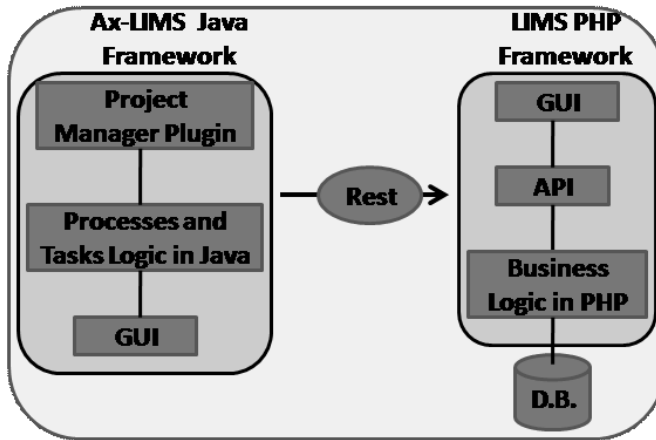 Ax-LIMS Java
Framework
Project
Manager Plugin
Processes and
Tasks Logic in Java
GUI
Rest
LIMS PHP
Framework
GUI
API
Business
Logic in PHP
D.B.